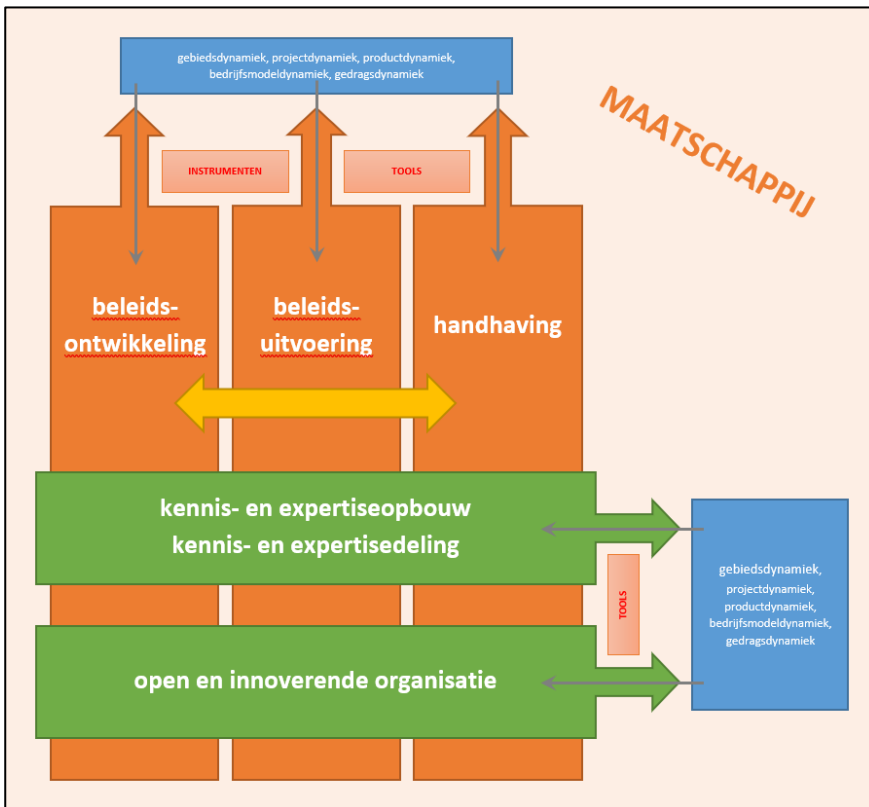 gebiedsdynamiek, projectdynamiek, productdynamiek,
bedrijfsmodeldynamiek, gedragsdynamiek
MAATSCHAPPIJ
INSTRUMENTEN
TOOLS
beleids-
ontwikkeling
beleids-
uitvoering
handhaving
kennis- en expertiseopbouw
kennis- en expertisedeling
gebiedsdynamiek,
projectdynamiek,
productdynamiek,
bedrijfsmodeldynamiek,
gedragsdynamiek
TOOLS
open en innoverende organisatie